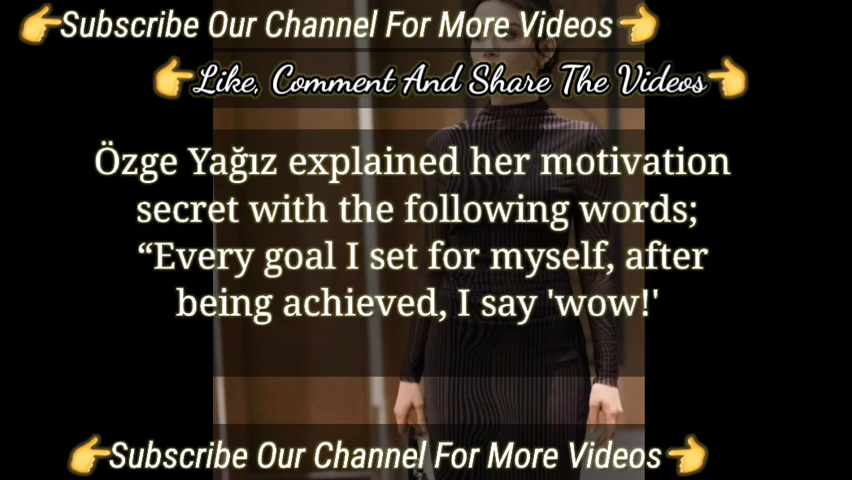 👉Subscribe Our Channel For More Videos👈
👉Like, Comment And Share The Videos👈
Özge Yağız explained her motivation
secret with the following words;
“Every goal I set for myself, after
being achieved, I say 'wow!'
👉Subscribe Our Channel For More Videos👈